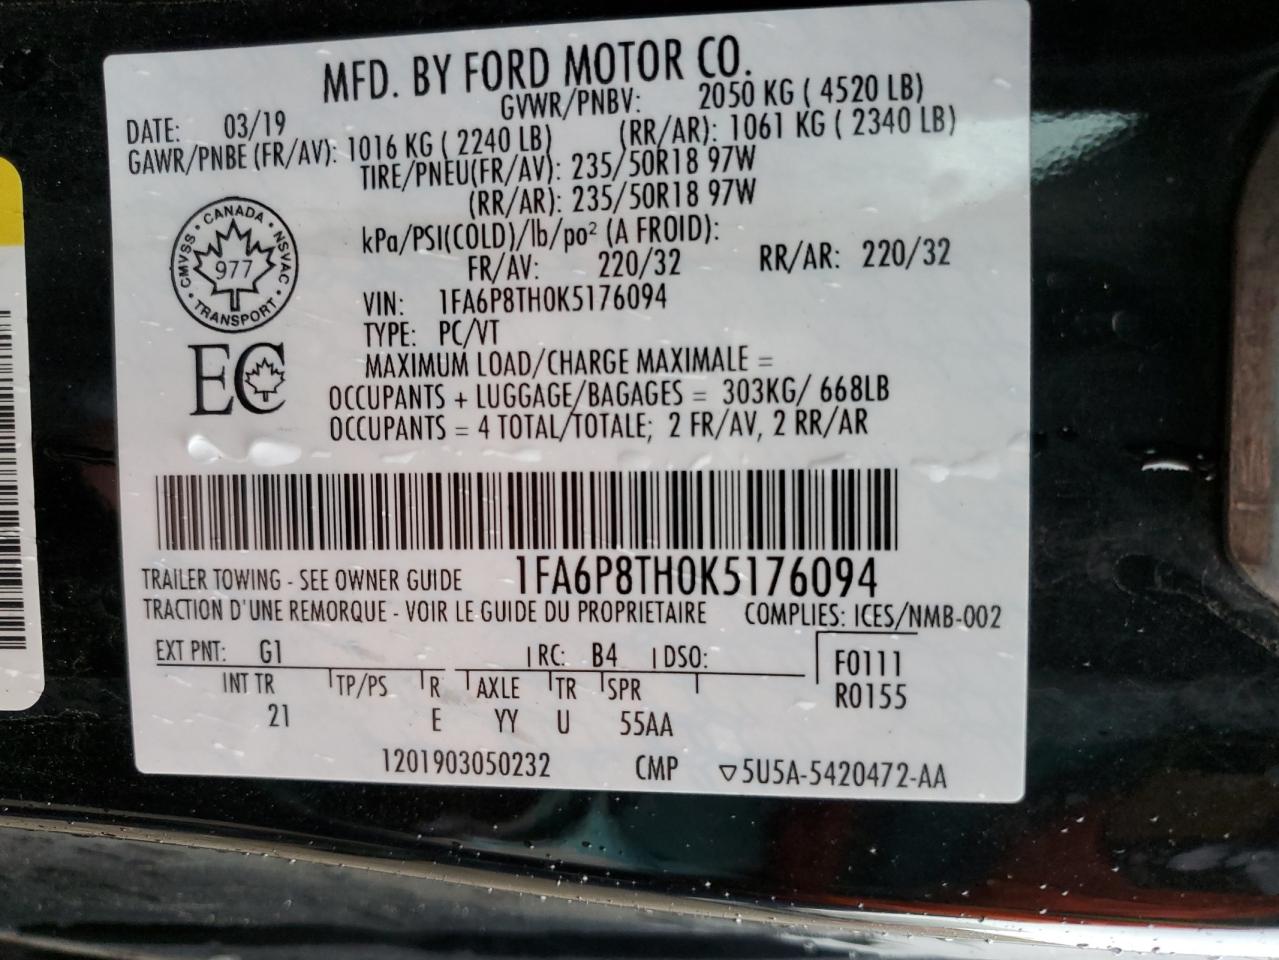 MFD. BY FORD MOTOR CO.
DATE: 03/19 GVWR/PNBV: 2050 KG ( 4520 LB)
GAWR/PNBE (FR/AV): 1016 KG ( 2240 LB) (RR/AR): 1061 KG ( 2340 LB)
TIRE/PNEU(FR/AV): 235/50R18 97W
(RR/AR): 235/50R18 97W
kPa/PSI(COLD)/lb/po² (A FROID):
FR/AV: 220/32 RR/AR: 220/32
CANADA
CMVSS 977 NSVAC
TRANSPORT
VIN: 1FA6P8TH0K5176094
TYPE: PC/VT
EC
MAXIMUM LOAD/CHARGE MAXIMALE =
OCCUPANTS + LUGGAGE/BAGAGES = 303KG/ 668LB
OCCUPANTS = 4 TOTAL/TOTALE; 2 FR/AV, 2 RR/AR
TRAILER TOWING - SEE OWNER GUIDE 1FA6P8TH0K5176094
TRACTION D'UNE REMORQUE - VOIR LE GUIDE DU PROPRIETAIRE COMPLIES: ICES/NMB-002
EXT PNT: G1 RC: B4 DSO: F0111
INT TR TP/PS R AXLE TR SPR R0155
21 E YY U 55AA
1201903050232 CMP ▽5U5A-5420472-AA